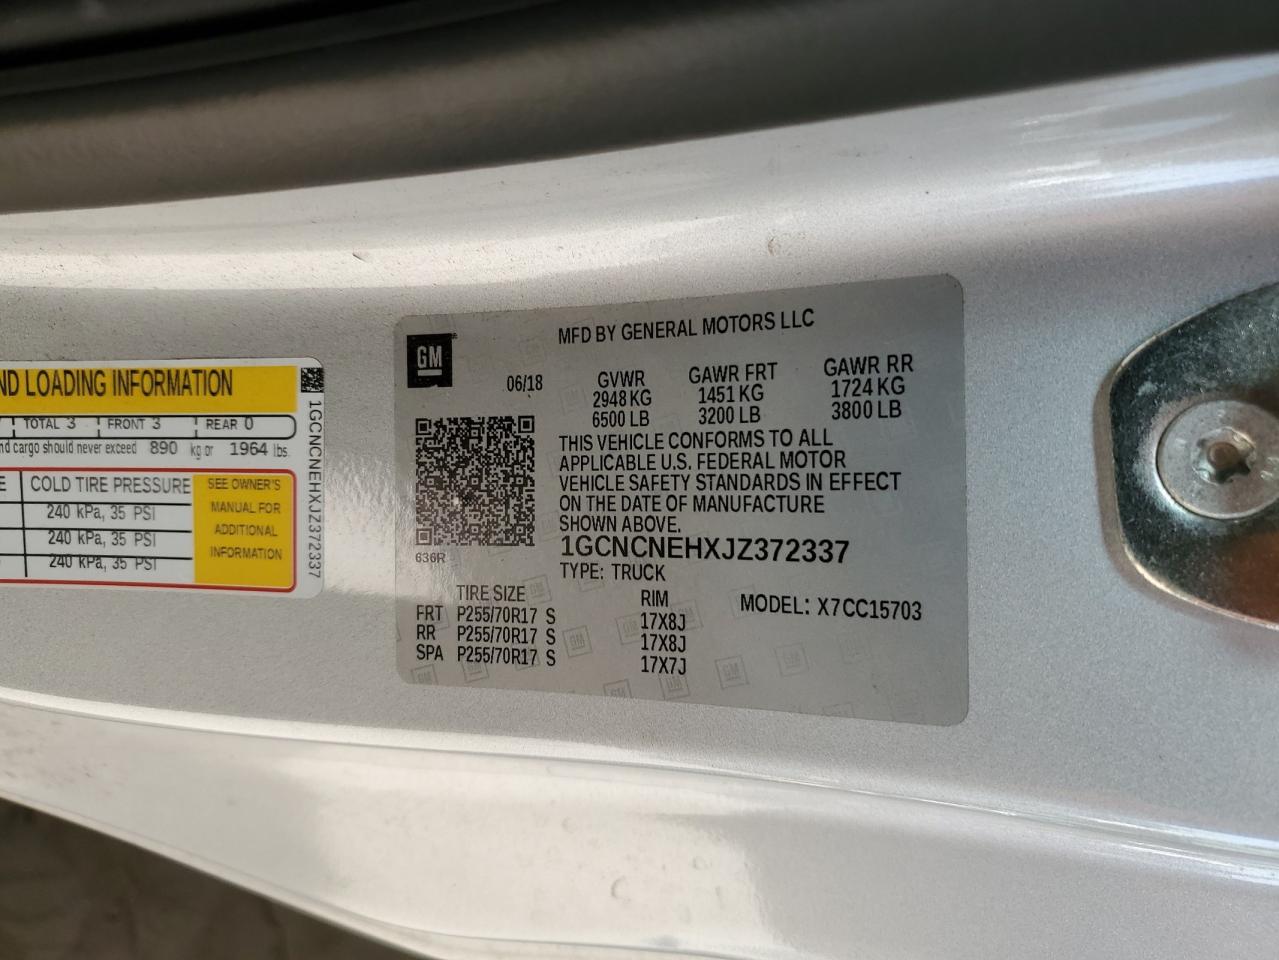 ND LOADING INFORMATION
TOTAL 3 FRONT 3 REAR 0
nd cargo should never exceed 890 kg or 1964 lbs.
COLD TIRE PRESSURE
240 kPa, 35 PSI
240 kPa, 35 PSI
240 kPa, 35 PSI
SEE OWNER'S
MANUAL FOR
ADDITIONAL
INFORMATION
1GCNCNEHXJZ372337
GM
MFD BY GENERAL MOTORS LLC
06/18 GVWR GAWR FRT GAWR RR
2948 KG 1451 KG 1724 KG
6500 LB 3200 LB 3800 LB
THIS VEHICLE CONFORMS TO ALL
APPLICABLE U.S. FEDERAL MOTOR
VEHICLE SAFETY STANDARDS IN EFFECT
ON THE DATE OF MANUFACTURE
SHOWN ABOVE.
636R
1GCNCNEHXJZ372337
TYPE: TRUCK
TIRE SIZE RIM MODEL: X7CC15703
FRT P255/70R17 S 17X8J
RR P255/70R17 S 17X8J
SPA P255/70R17 S 17X7J